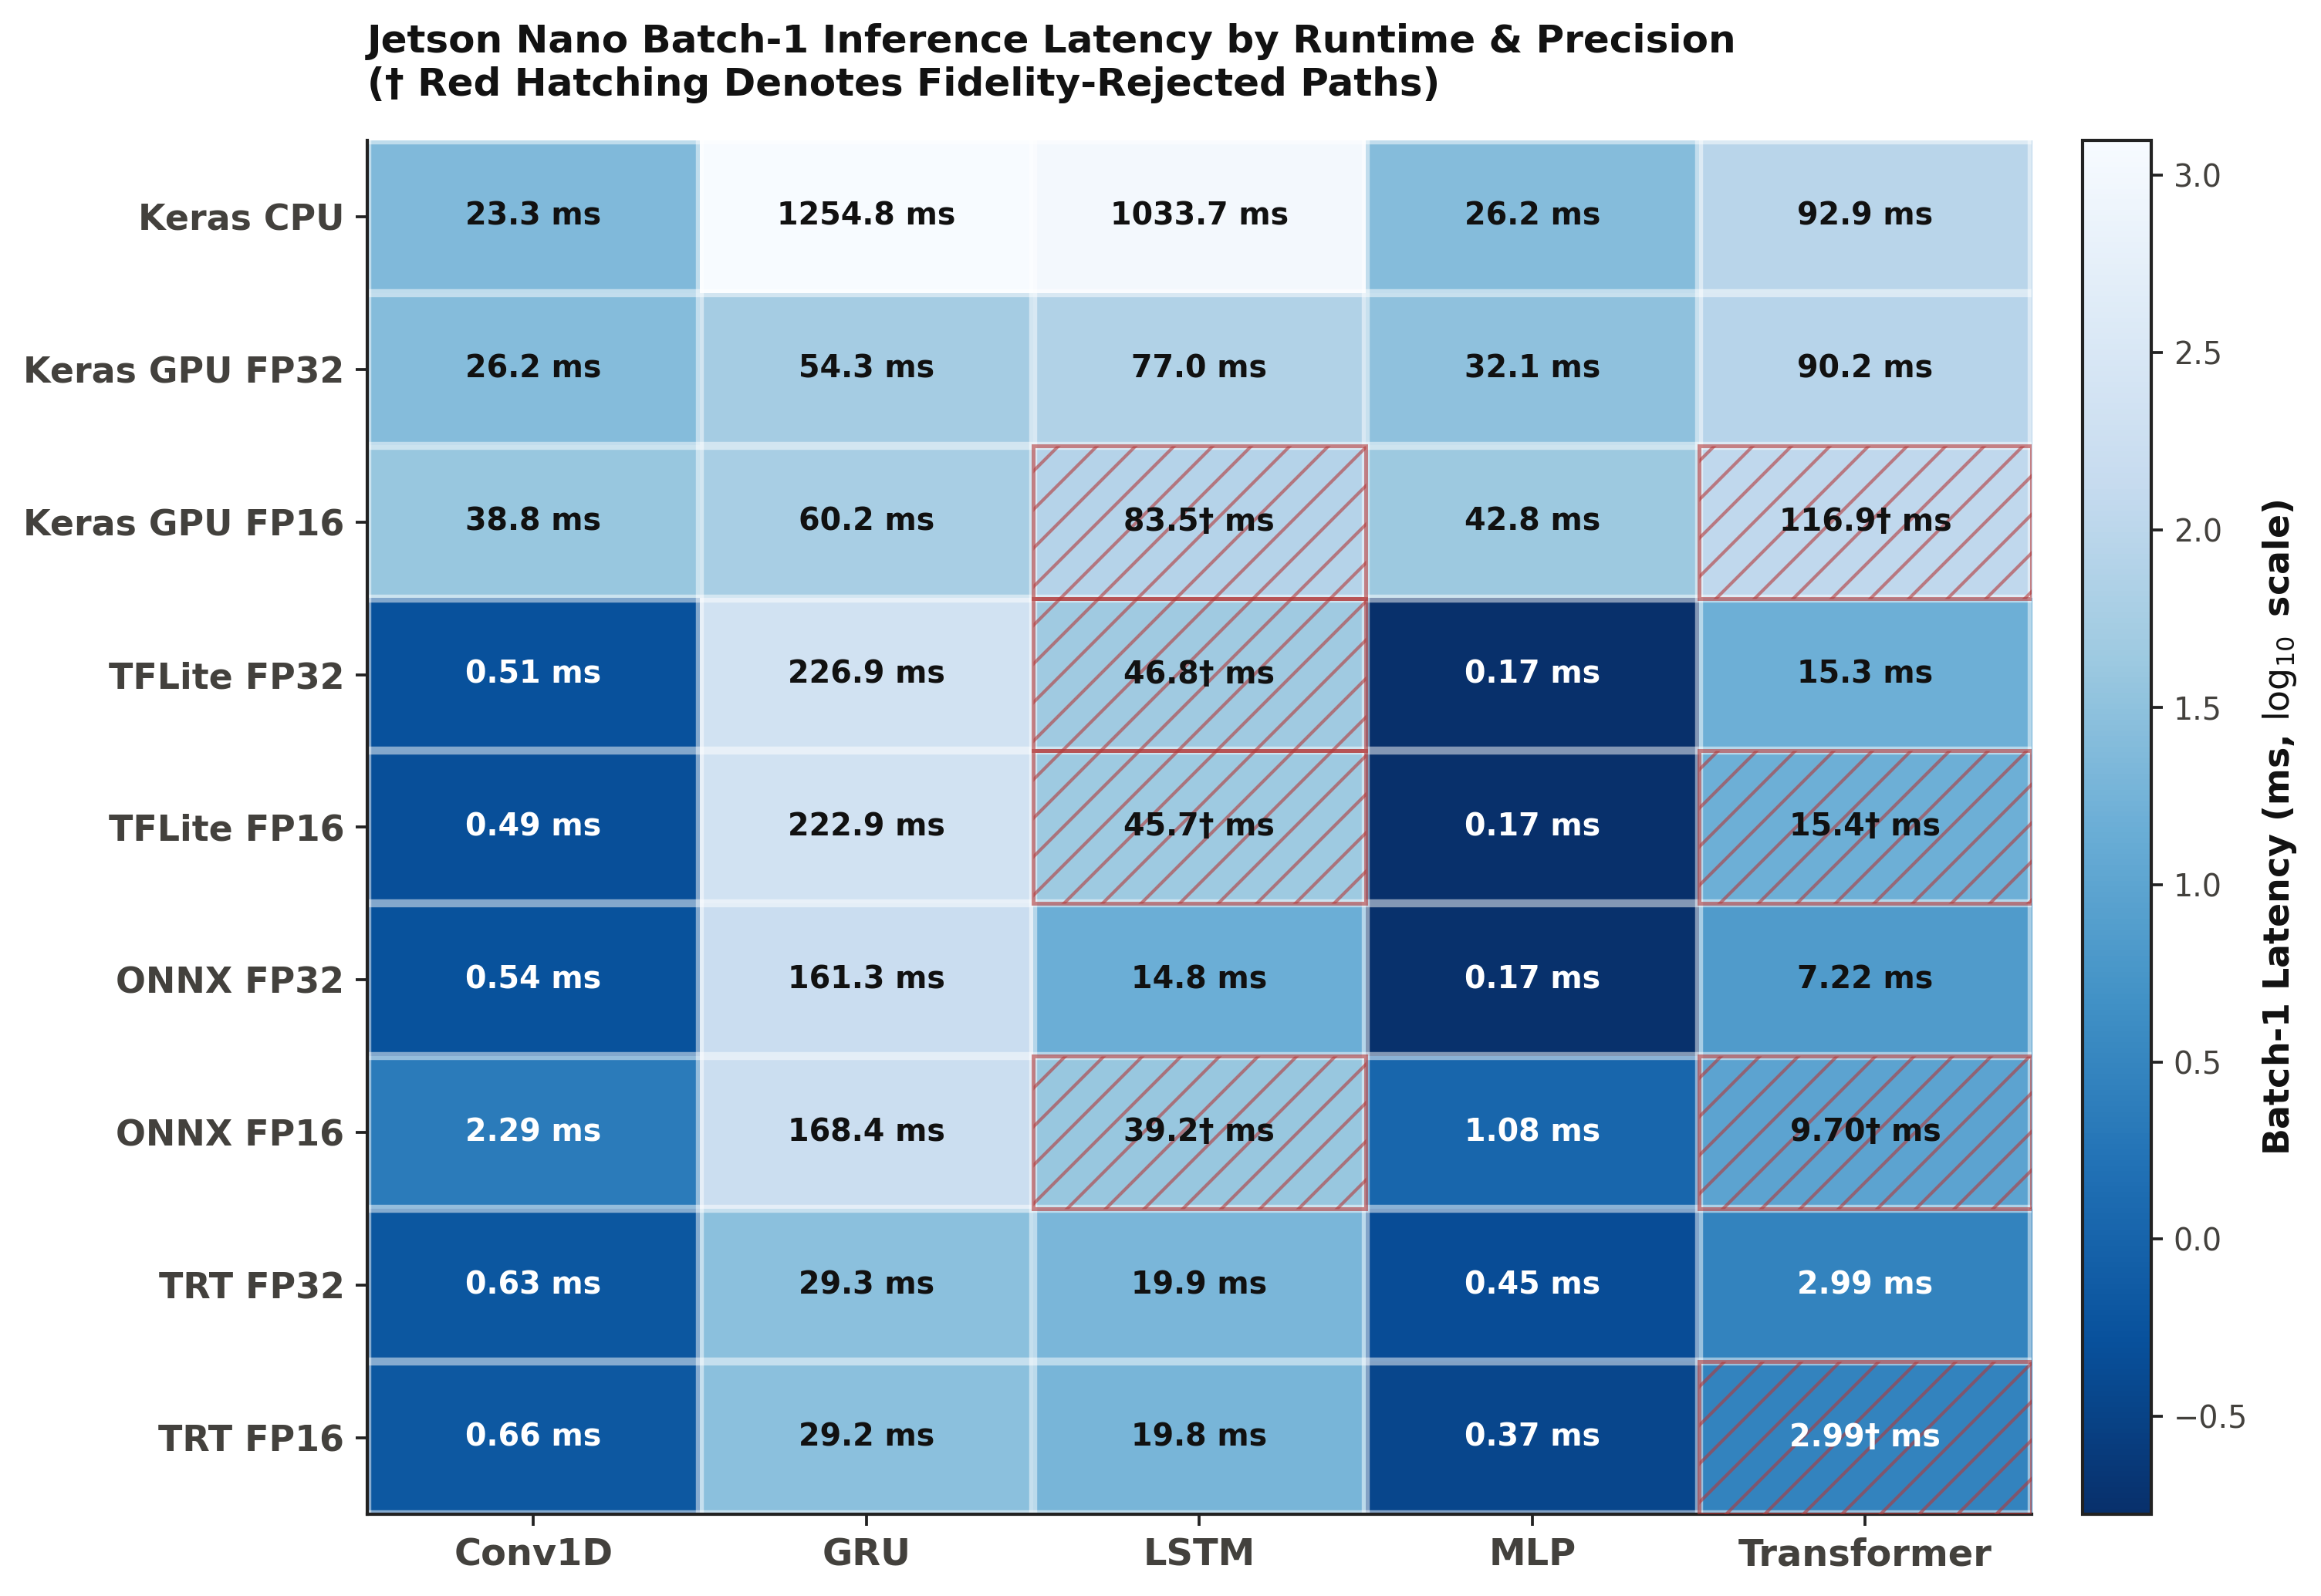 Jetson Nano Batch-1 Inference Latency by Runtime & Precision
(† Red Hatching Denotes Fidelity-Rejected Paths)
Keras CPU 23.3 ms 1254.8 ms 1033.7 ms 26.2 ms 92.9 ms
Keras GPU FP32 26.2 ms 54.3 ms 77.0 ms 32.1 ms 90.2 ms
Keras GPU FP16 38.8 ms 60.2 ms 83.5† ms 42.8 ms 116.9† ms
TFLite FP32 0.51 ms 226.9 ms 46.8† ms 0.17 ms 15.3 ms
TFLite FP16 0.49 ms 222.9 ms 45.7† ms 0.17 ms 15.4† ms
ONNX FP32 0.54 ms 161.3 ms 14.8 ms 0.17 ms 7.22 ms
ONNX FP16 2.29 ms 168.4 ms 39.2† ms 1.08 ms 9.70† ms
TRT FP32 0.63 ms 29.3 ms 19.9 ms 0.45 ms 2.99 ms
TRT FP16 0.66 ms 29.2 ms 19.8 ms 0.37 ms 2.99† ms
Conv1D GRU LSTM MLP Transformer
3.0
2.5
2.0
1.5
1.0
0.5
0.0
−0.5
Batch-1 Latency (ms, log₁₀ scale)